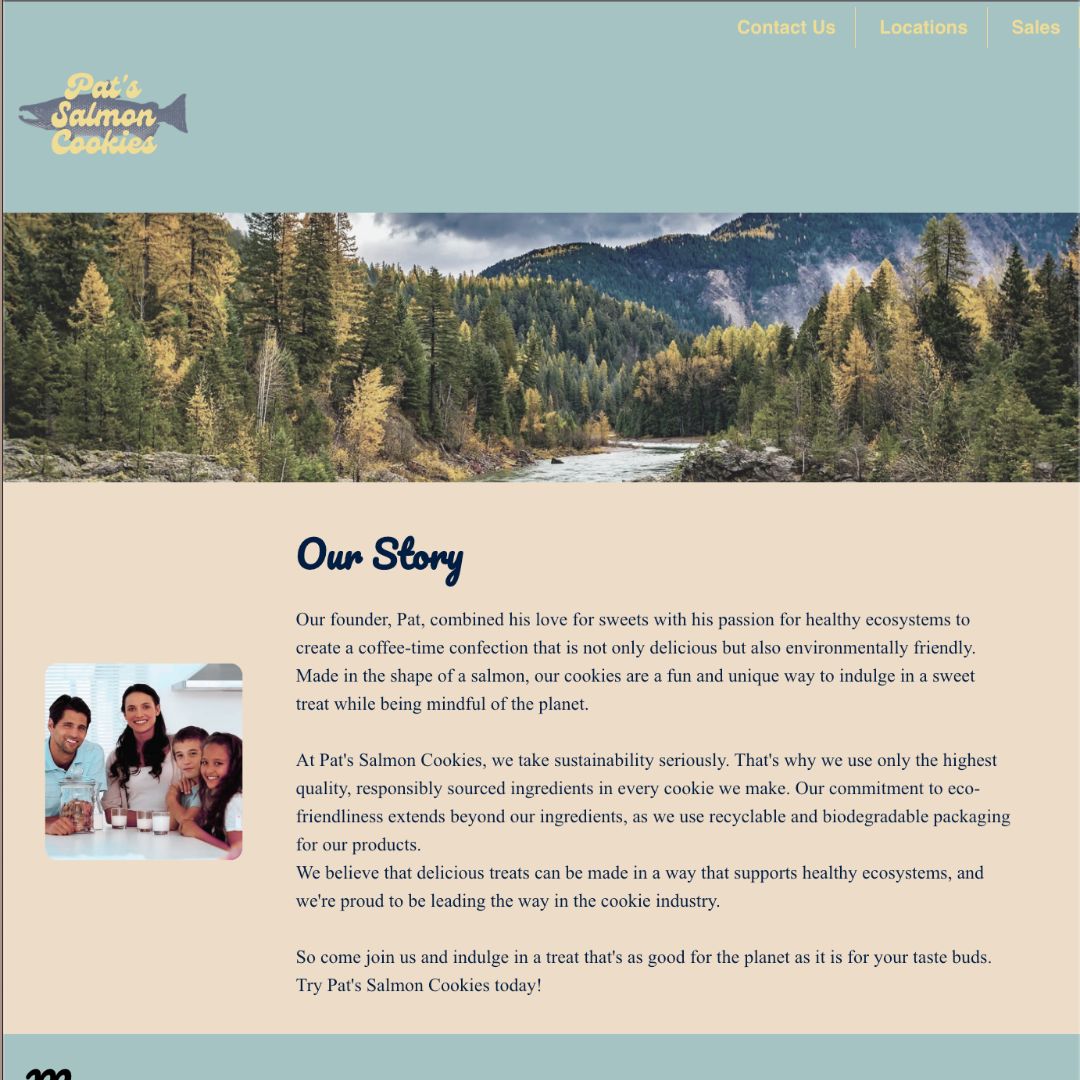 Contact Us
Locations
Sales
Pat's
Salmon
Cookies
Our Story
Our founder, Pat, combined his love for sweets with his passion for healthy ecosystems to
create a coffee-time confection that is not only delicious but also environmentally friendly.
Made in the shape of a salmon, our cookies are a fun and unique way to indulge in a sweet
treat while being mindful of the planet.
At Pat's Salmon Cookies, we take sustainability seriously. That's why we use only the highest
quality, responsibly sourced ingredients in every cookie we make. Our commitment to eco-
friendliness extends beyond our ingredients, as we use recyclable and biodegradable packaging
for our products.
We believe that delicious treats can be made in a way that supports healthy ecosystems, and
we're proud to be leading the way in the cookie industry.
So come join us and indulge in a treat that's as good for the planet as it is for your taste buds.
Try Pat's Salmon Cookies today!